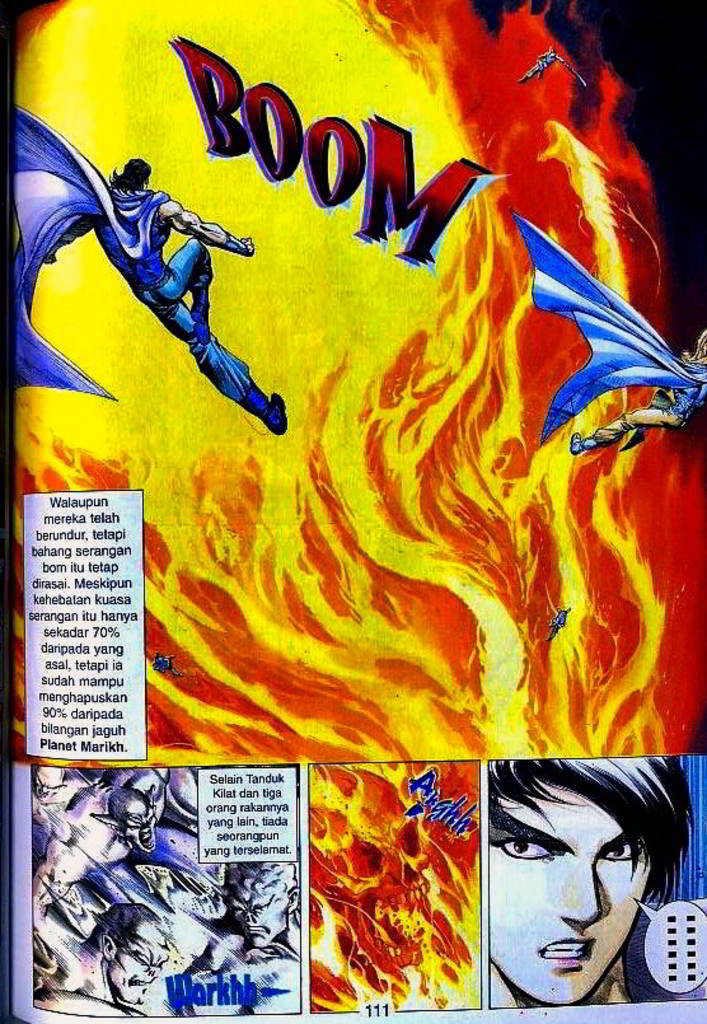 BOOM
Walaupun
mereka telah
berundur, tetapi
bahang serangan
bom itu tetap
dirasai. Meskipun
kehebatan kuasa
serangan itu hanya
sekadar 70%
daripada yang
asal, tetapi ia
sudah mampu
menghapuskan
90% daripada
bilangan jaguh
Planet Marikh.
Selain Tanduk
Kilat dan tiga
orang rakannya
yang lain, tiada
seorangpun
yang terselamat.
Warkhh
Arghhh
111